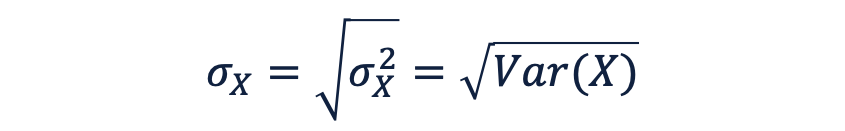 σ_X = √(σ_X^2) = √(Var(X))